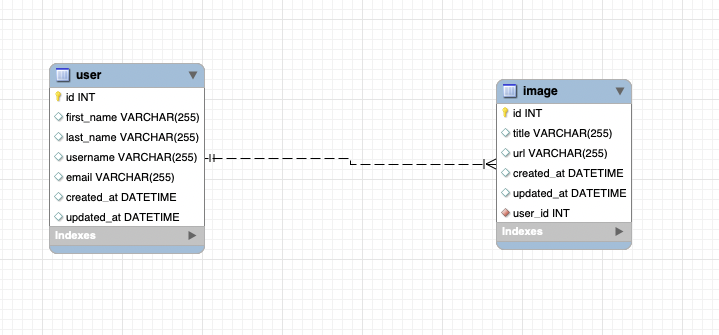 user
id INT
first_name VARCHAR(255)
last_name VARCHAR(255)
username VARCHAR(255)
email VARCHAR(255)
created_at DATETIME
updated_at DATETIME
Indexes
image
id INT
title VARCHAR(255)
url VARCHAR(255)
created_at DATETIME
updated_at DATETIME
user_id INT
Indexes